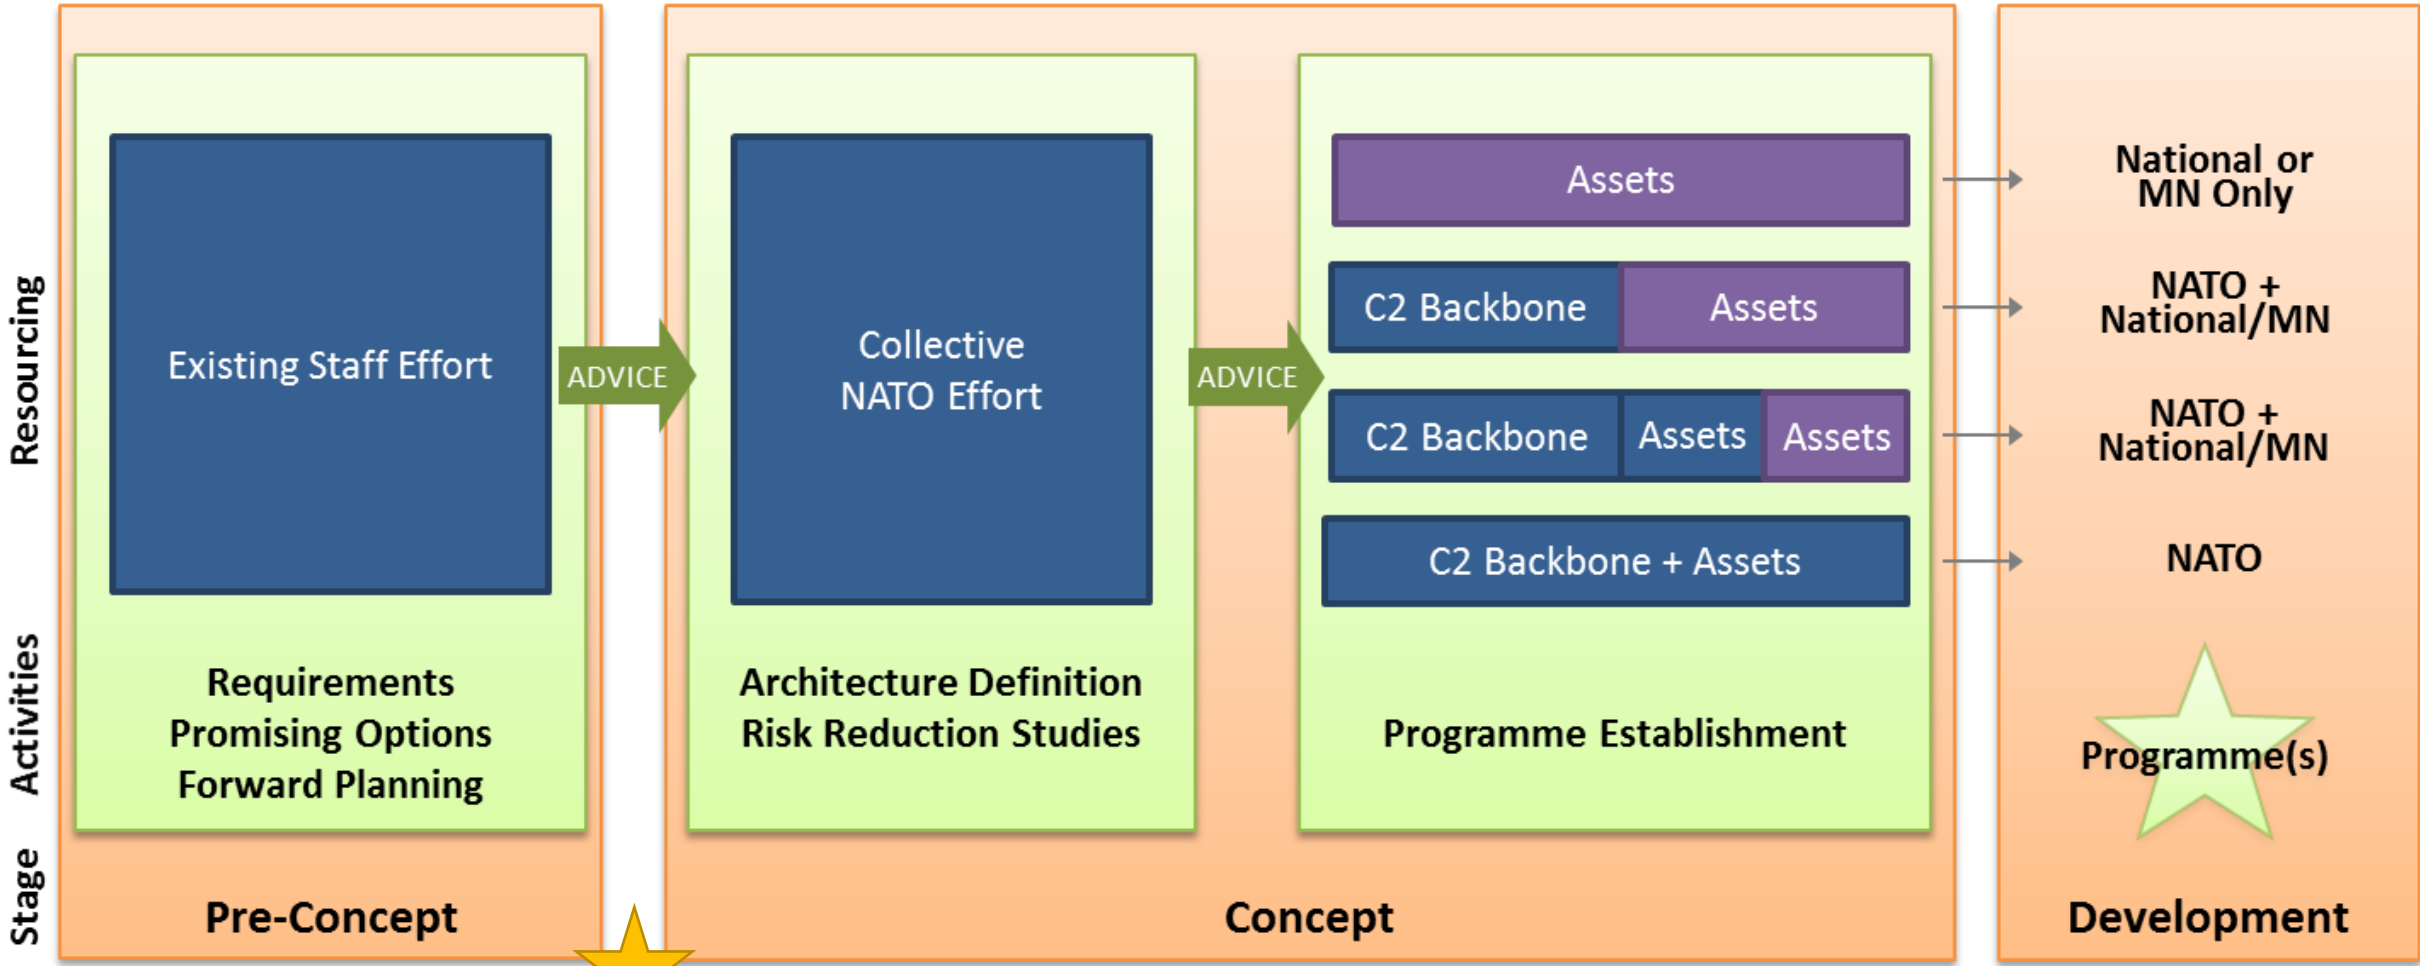 Resourcing
Activities
Stage
Existing Staff Effort
Requirements
Promising Options
Forward Planning
Pre-Concept
ADVICE
Collective
NATO Effort
Architecture Definition
Risk Reduction Studies
ADVICE
Assets
C2 Backbone
Assets
C2 Backbone
Assets
Assets
C2 Backbone + Assets
Programme Establishment
Concept
National or
MN Only
NATO +
National/MN
NATO +
National/MN
NATO
Programme(s)
Development